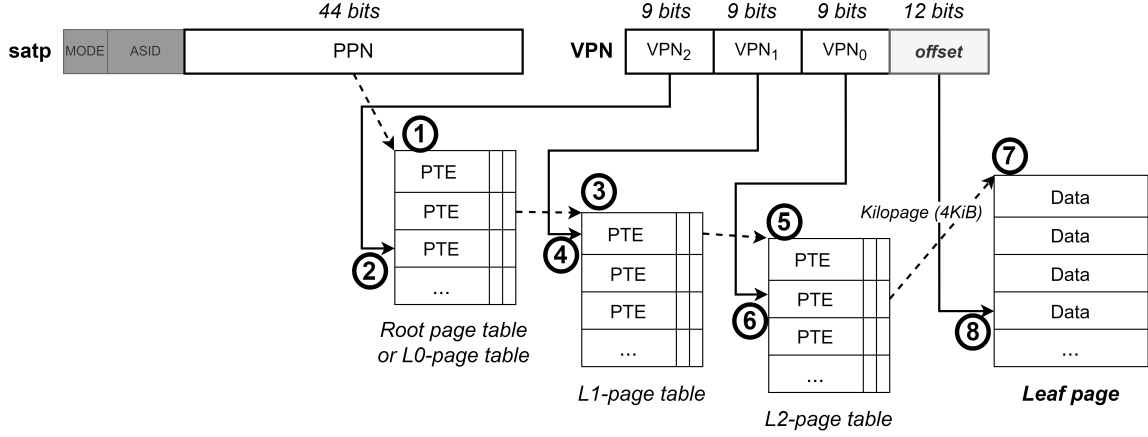 44 bits
9 bits 9 bits 9 bits 12 bits
satp MODE ASID PPN
VPN VPN2 VPN1 VPN0 offset
1
PTE
PTE
PTE
...
2
Root page table
or L0-page table
3
PTE
4
PTE
PTE
...
L1-page table
5
PTE
PTE
6
PTE
...
L2-page table
Kilopage (4KiB)
7
Data
Data
Data
Data
8
...
Leaf page